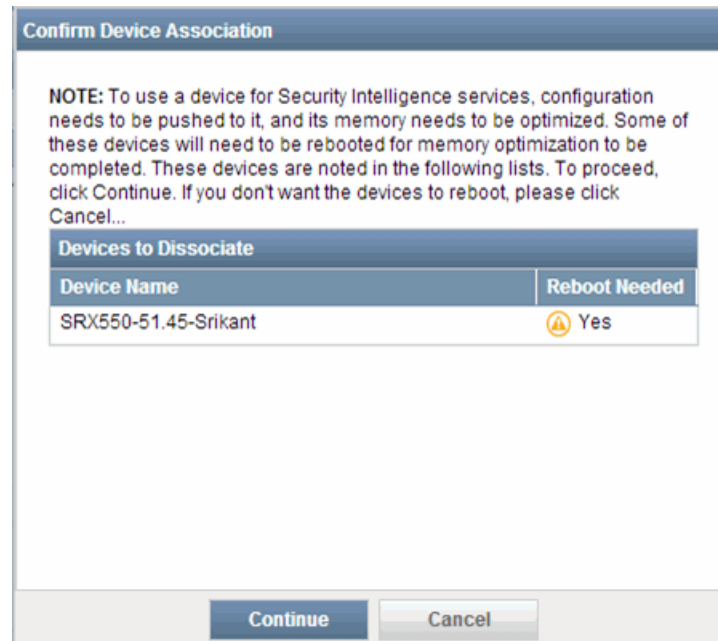 Confirm Device Association
NOTE: To use a device for Security Intelligence services, configuration
needs to be pushed to it, and its memory needs to be optimized. Some of
these devices will need to be rebooted for memory optimization to be
completed. These devices are noted in the following lists. To proceed,
click Continue. If you don't want the devices to reboot, please click
Cancel...
Devices to Dissociate
Device Name Reboot Needed
SRX550-51.45-Srikant Yes
Continue Cancel